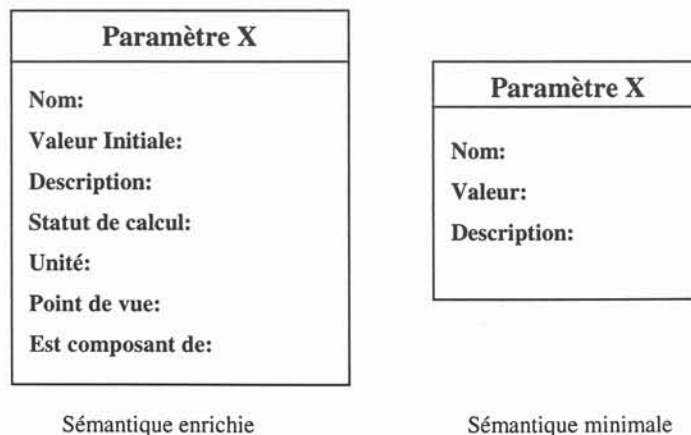 Paramètre X
Nom:
Valeur Initiale:
Description:
Statut de calcul:
Unité:
Point de vue:
Est composant de:
Sémantique enrichie
Paramètre X
Nom:
Valeur:
Description:
Sémantique minimale